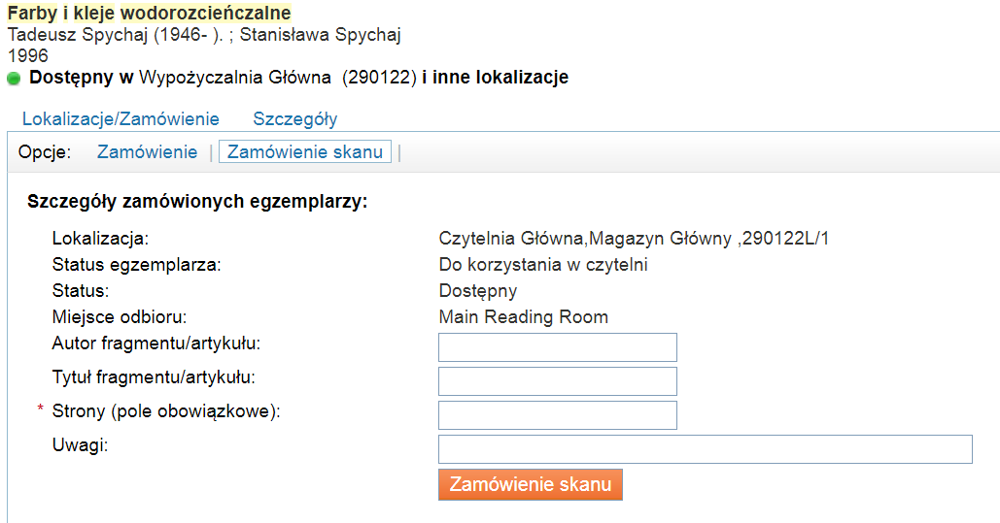 Farby i kleje wodorozcieńczalne
Tadeusz Spychaj (1946- ). ; Stanisława Spychaj
1996
Dostępny w Wypożyczalnia Główna (290122) i inne lokalizacje
Lokalizacje/Zamówienie Szczegóły
Opcje: Zamówienie | Zamówienie skanu |
Szczegóły zamówionych egzemplarzy:
Lokalizacja: Czytelnia Główna,Magazyn Główny ,290122L/1
Status egzemplarza: Do korzystania w czytelni
Status: Dostępny
Miejsce odbioru: Main Reading Room
Autor fragmentu/artykułu:
Tytuł fragmentu/artykułu:
* Strony (pole obowiązkowe):
Uwagi:
Zamówienie skanu